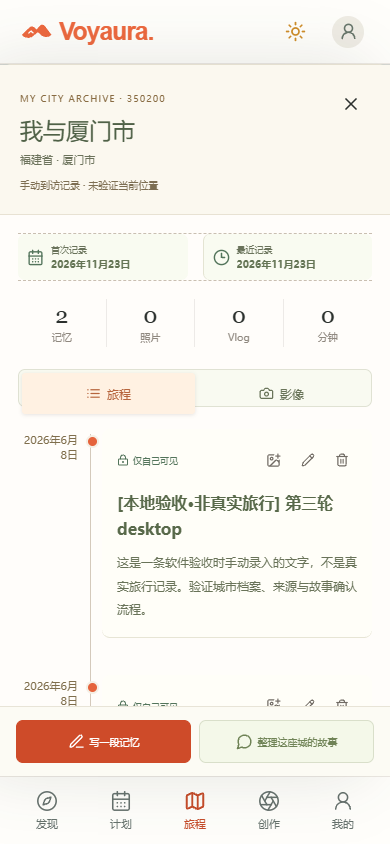 Voyaura.
MY CITY ARCHIVE · 350200
我与厦门市
福建省 · 厦门市
手动到访记录 · 未验证当前位置
首次记录
2026年11月23日
最近记录
2026年11月23日
2
记忆
0
照片
0
Vlog
0
分钟
旅程
影像
2026年6月
8日
仅自己可见
[本地验收·非真实旅行] 第三轮
desktop
这是一条软件验收时手动录入的文字，不是真
实旅行记录。验证城市档案、来源与故事确认
流程。
2026年6月
8日
仅自己可见
写一段记忆
整理这座城的故事
发现
计划
旅程
创作
我的